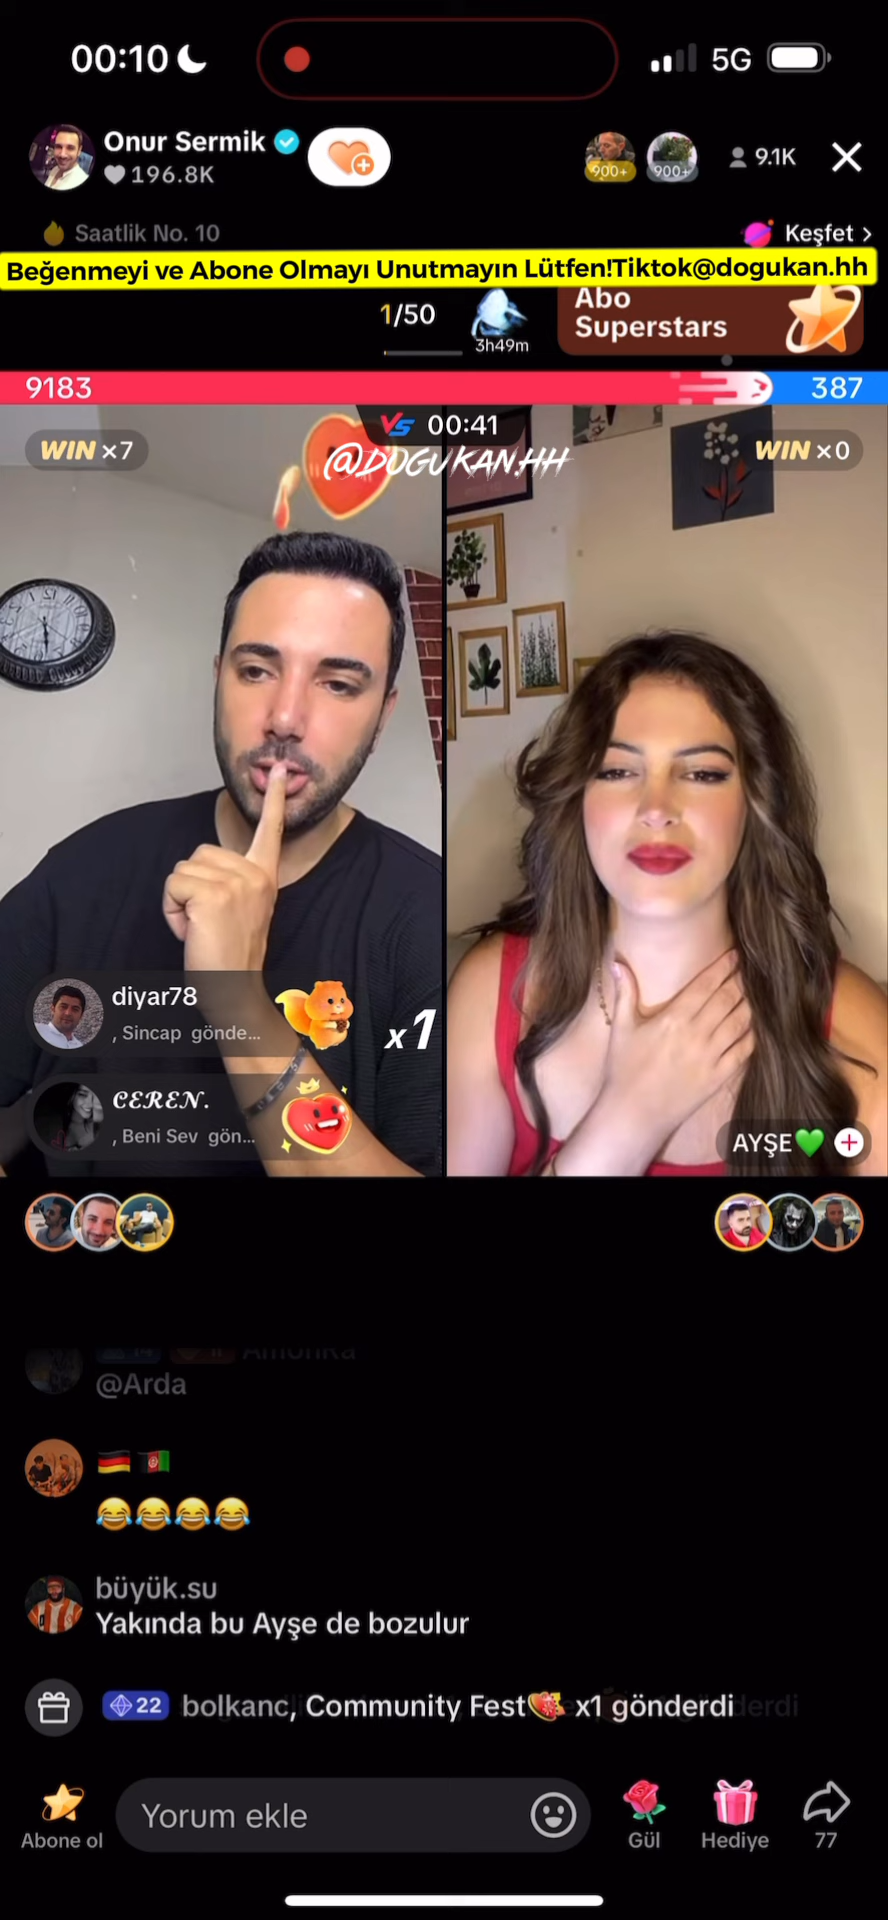 00:10
5G
Onur Sermik
196.8K
900+
900+
9.1K
Saatlik No. 10
Keşfet >
Beğenmeyi ve Abone Olmayı Unutmayın Lütfen!Tiktok@dogukan.hh
1/50
3h49m
Abo
Superstars
9183
387
VS 00:41
WIN x7
WIN x0
@DOGUKAN.HH
diyar78
, Sincap gönde...
x1
CEREN.
, Beni Sev gön...
AYŞE💚
@Arda
🇩🇪 🇦🇫
😂😂😂😂
büyük.su
Yakında bu Ayşe de bozulur
22 bolkanc, Community Fest x1 gönderdi
Yorum ekle
Abone ol
Gül
Hediye
77